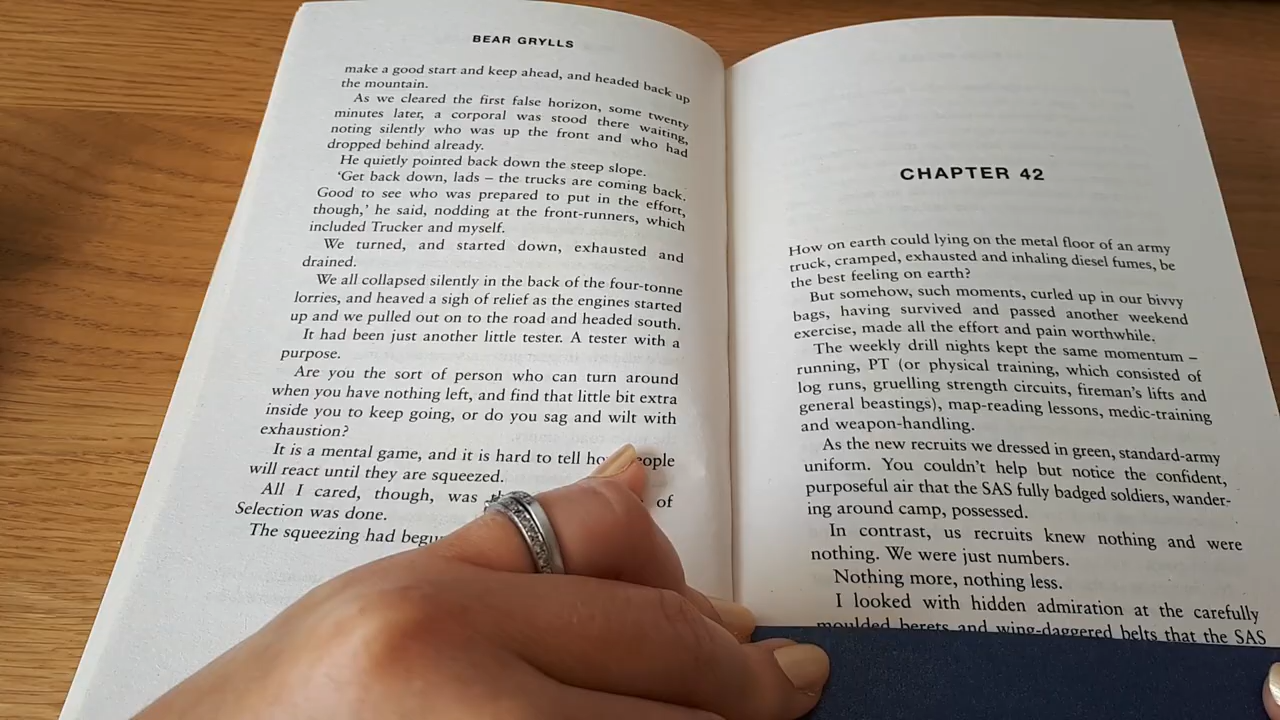 BEAR GRYLLS
make a good start and keep ahead, and headed back up
the mountain.
As we cleared the first false horizon, some twenty
minutes later, a corporal was stood there waiting,
noting silently who was up the front and who had
dropped behind already.
He quietly pointed back down the steep slope.
‘Get back down, lads – the trucks are coming back.
Good to see who was prepared to put in the effort,
though,’ he said, nodding at the front-runners, which
included Trucker and myself.
We turned, and started down, exhausted and
drained.
We all collapsed silently in the back of the four-tonne
lorries, and heaved a sigh of relief as the engines started
up and we pulled out on to the road and headed south.
It had been just another little tester. A tester with a
purpose.
Are you the sort of person who can turn around
when you have nothing left, and find that little bit extra
inside you to keep going, or do you sag and wilt with
exhaustion?
It is a mental game, and it is hard to tell
will react until they are squeezed.
All I cared, though, was of
Selection was done.
The squeezing had
CHAPTER 42
How on earth could lying on the metal floor of an army
truck, cramped, exhausted and inhaling diesel fumes, be
the best feeling on earth?
But somehow, such moments, curled up in our bivvy
bags, having survived and passed another weekend
exercise, made all the effort and pain worthwhile.
The weekly drill nights kept the same momentum –
running, PT (or physical training, which consisted of
log runs, gruelling strength circuits, fireman's lifts and
general beastings), map-reading lessons, medic-training
and weapon-handling.
As the new recruits we dressed in green, standard-army
uniform. You couldn't help but notice the confident,
purposeful air that the SAS fully badged soldiers, wander-
ing around camp, possessed.
In contrast, us recruits knew nothing and were
nothing. We were just numbers.
Nothing more, nothing less.
I looked with hidden admiration at the carefully
moulded berets and wing-daggered belts that the SAS